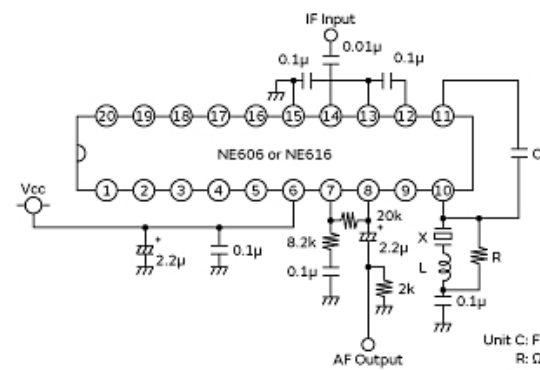 IF Input
0.01µ
0.1µ
0.1µ
20 19 18 17 16 15 14 13 12 11
C
NE606 or NE616
1 2 3 4 5 6 7 8 9 10
Vcc
20k
8.2k
2.2µ
X
R
2.2µ
0.1µ
0.1µ
L
2k
0.1µ
Unit C: F
R: Ω
AF Output